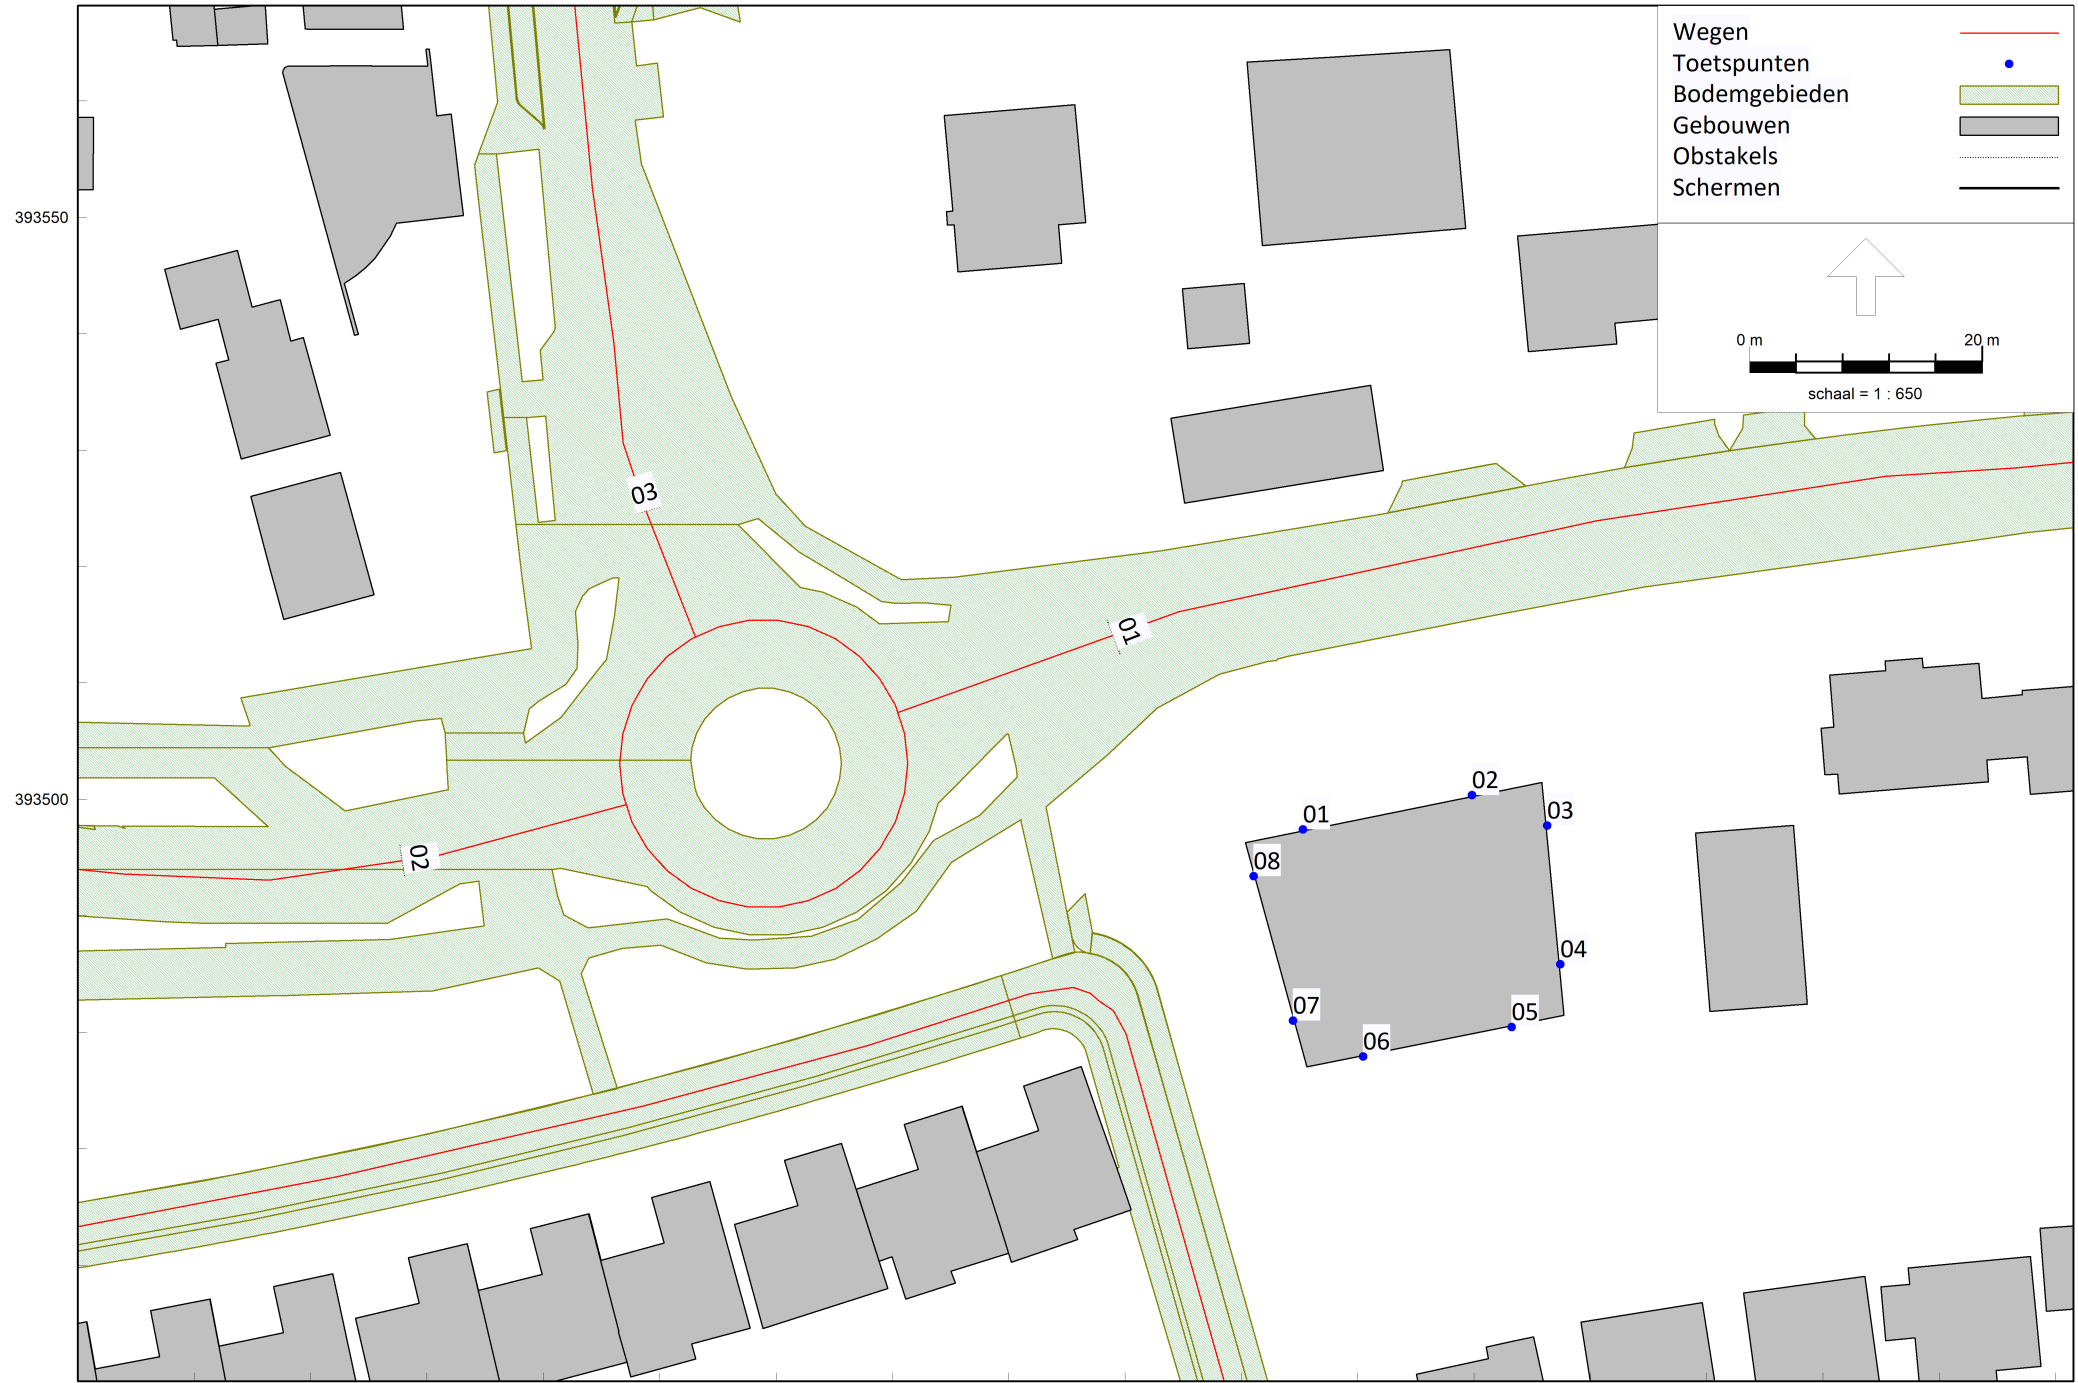 Wegen
Toetspunten
Bodemgebieden
Gebouwen
Obstakels
Schermen
393550
0 m 20 m
schaal = 1 : 650
03
01
02
393500
01
03
08
02
04
07
05
06